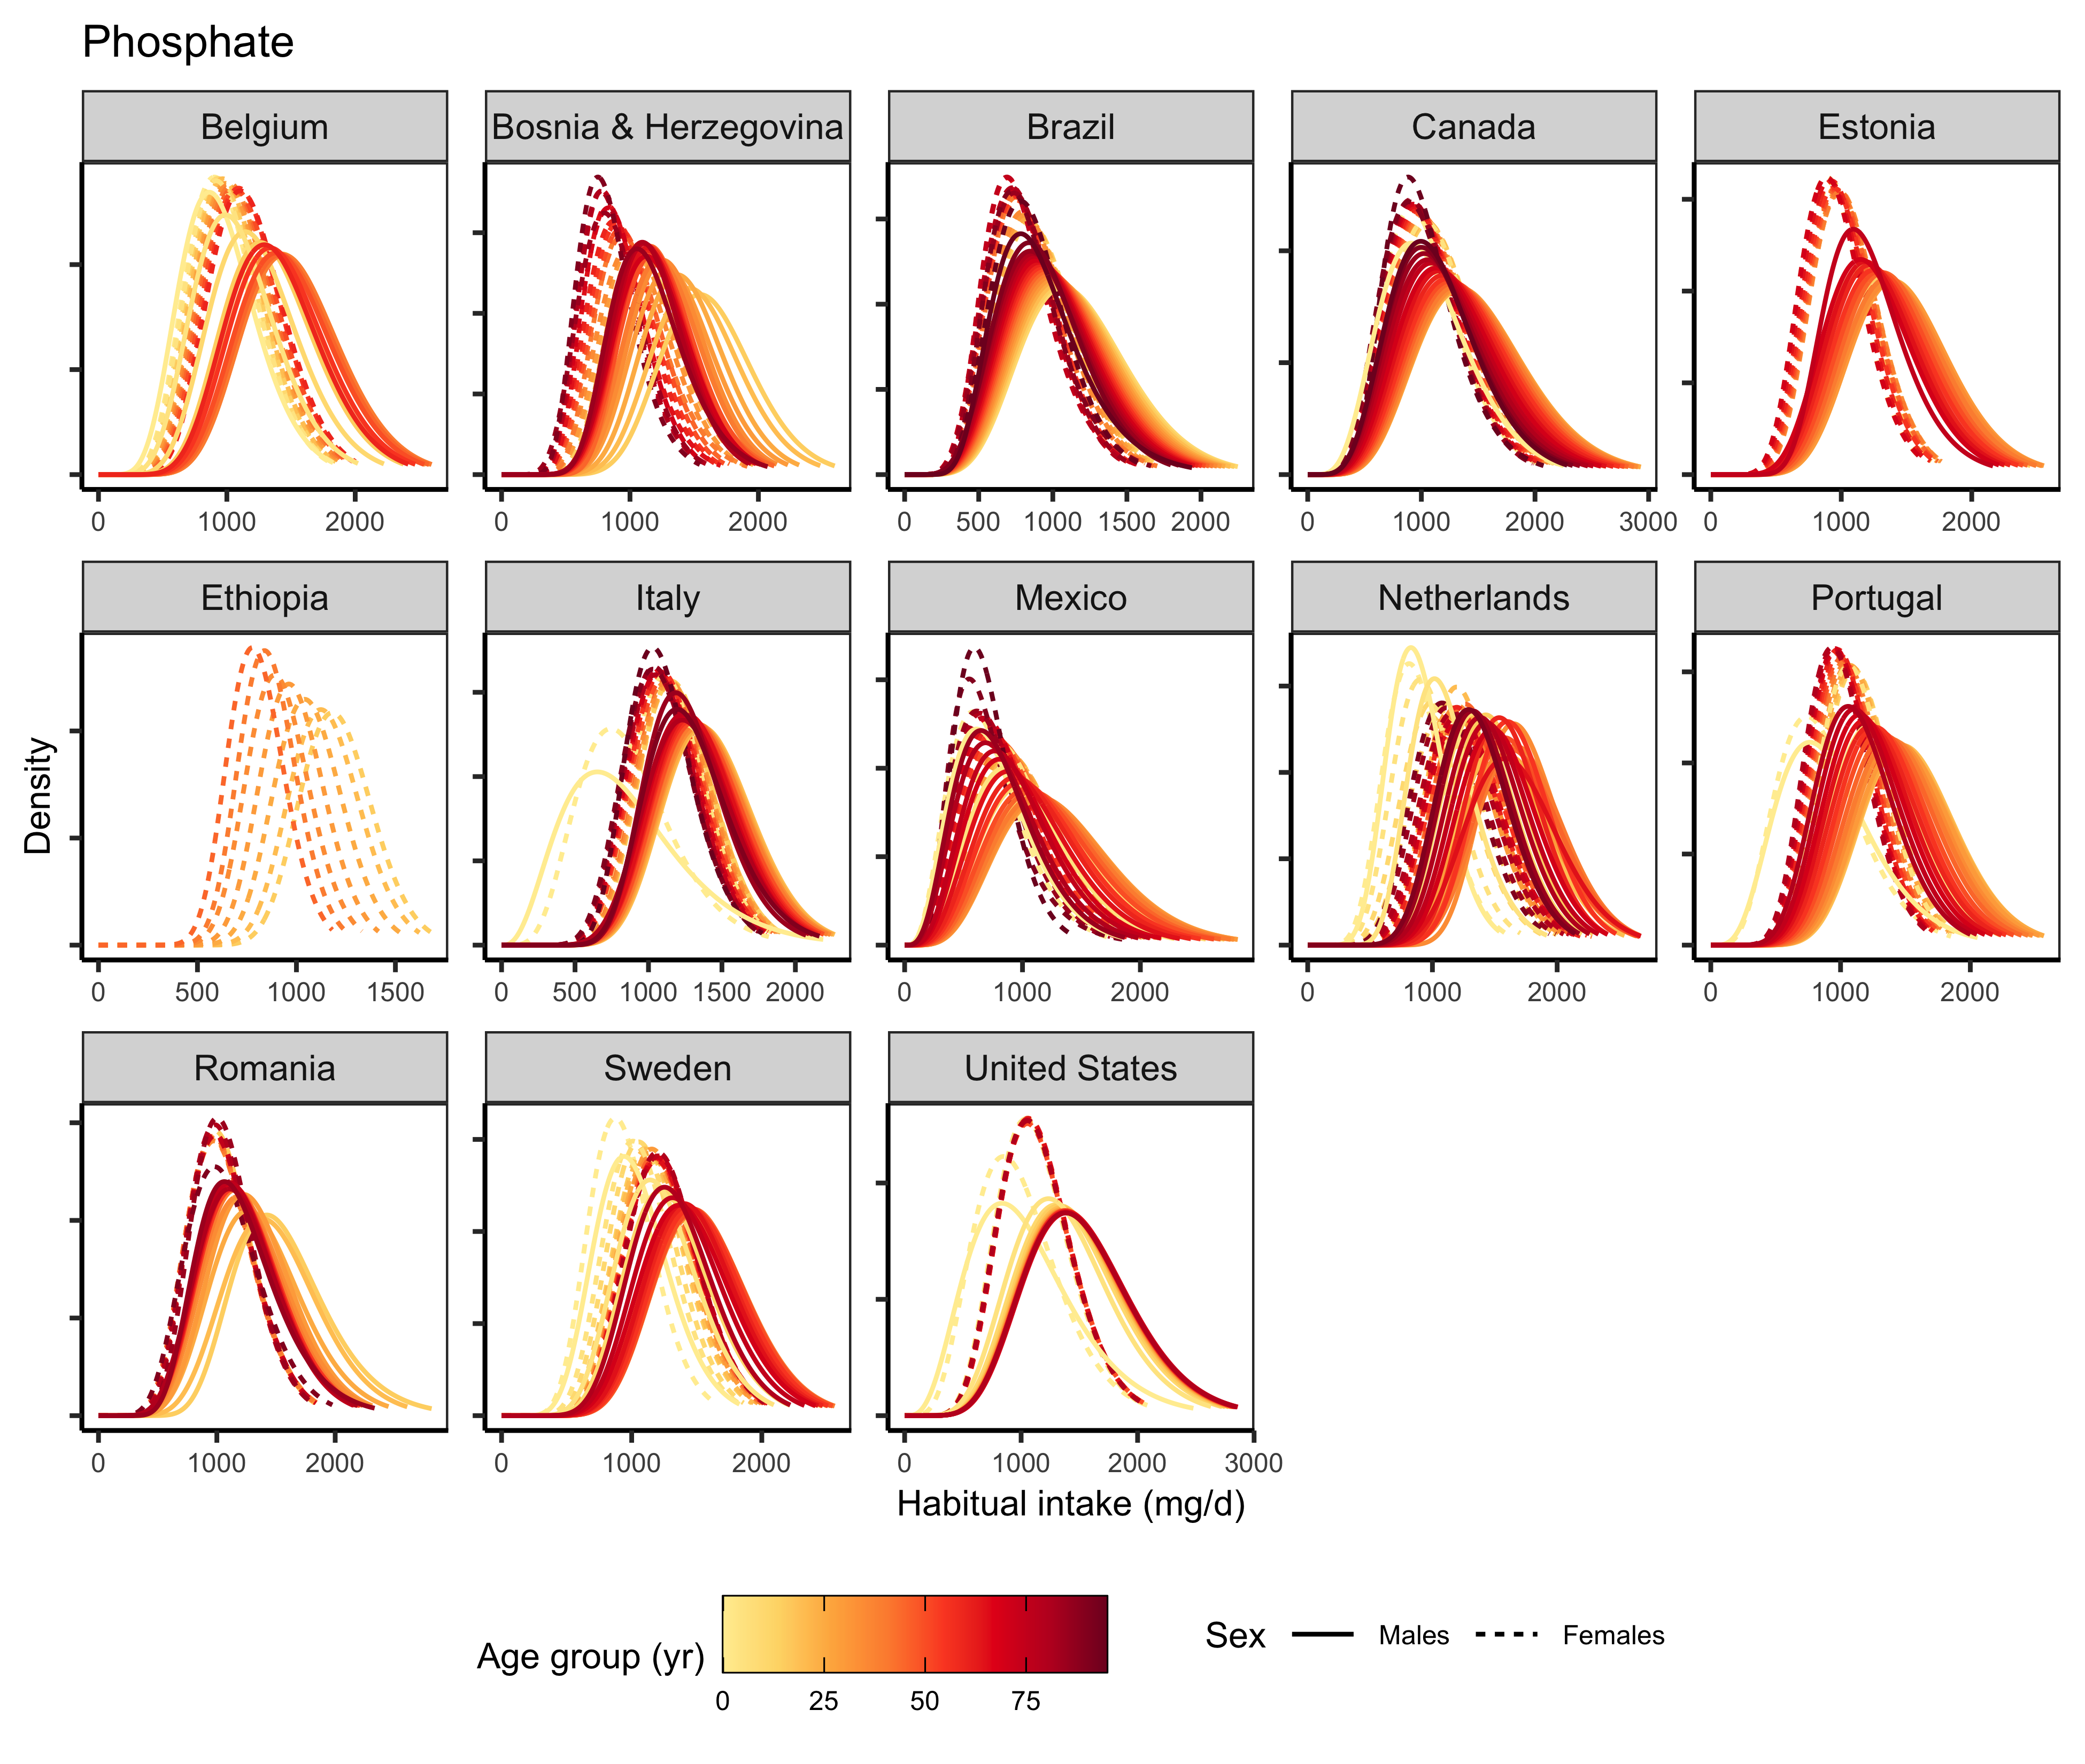 Phosphate
Belgium
Bosnia & Herzegovina
Brazil
Canada
Estonia
0 1000 2000
0 1000 2000
0 500 1000 1500 2000
0 1000 2000 3000
0 1000 2000
Ethiopia
Italy
Mexico
Netherlands
Portugal
Density
0 500 1000 1500
0 500 1000 1500 2000
0 1000 2000
0 1000 2000
0 1000 2000
Romania
Sweden
United States
0 1000 2000
0 1000 2000
0 1000 2000 3000
Habitual intake (mg/d)
Age group (yr)
0 25 50 75
Sex Males Females